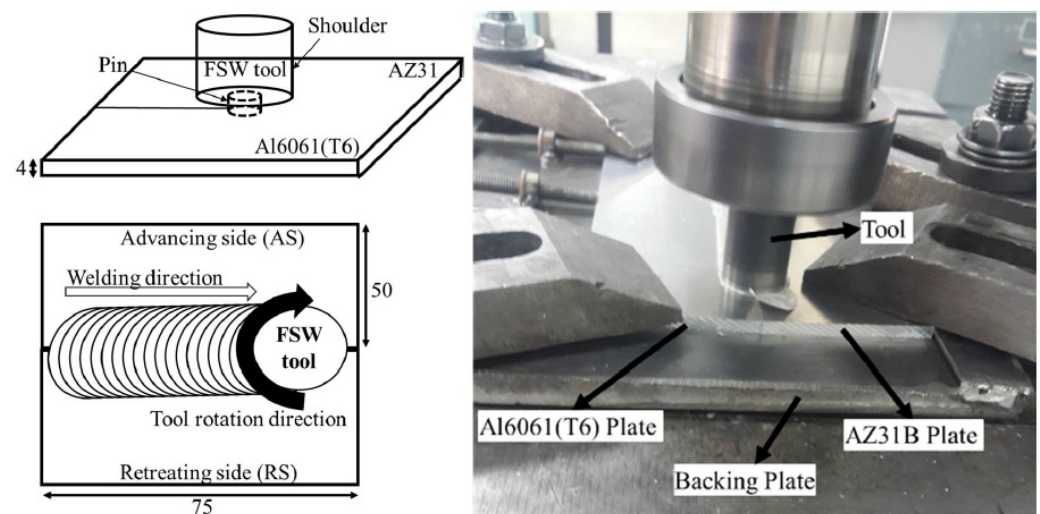 Shoulder
Pin
FSW tool
AZ31
Al6061(T6)
4
Advancing side (AS)
Welding direction
50
FSW
tool
Tool rotation direction
Retreating side (RS)
75
Tool
Al6061(T6) Plate
AZ31B Plate
Backing Plate